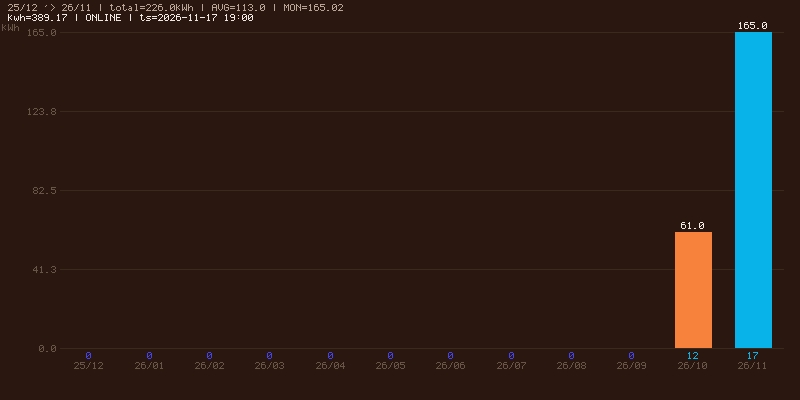 25/12 -> 26/11 | total=226.0KWh | AVG=113.0 | MON=165.02
Kwh=389.17 | ONLINE | ts=2026-11-17 19:00
KWh
165.0
165.0
123.8
82.5
61.0
41.3
0.0
0 0 0 0 0 0 0 0 0 0 12 17
25/12 26/01 26/02 26/03 26/04 26/05 26/06 26/07 26/08 26/09 26/10 26/11